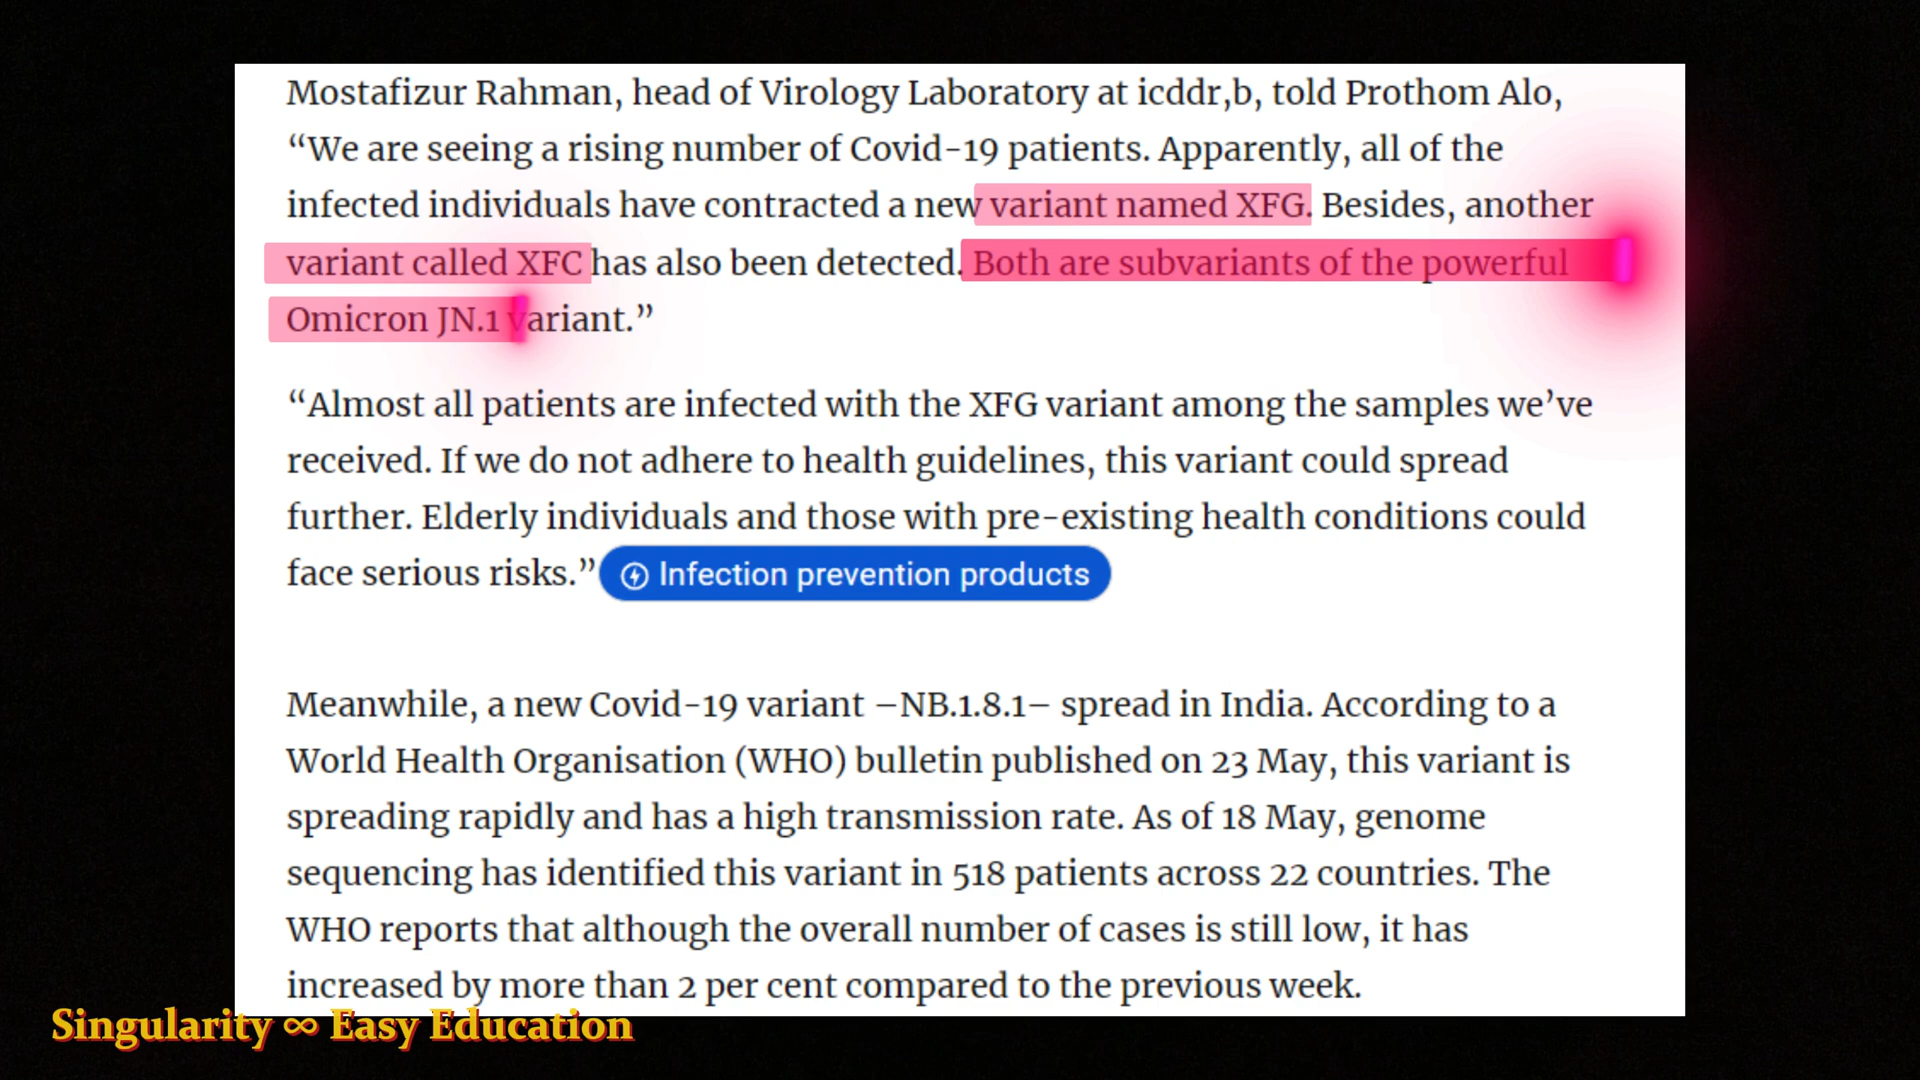 Mostafizur Rahman, head of Virology Laboratory at icddr,b, told Prothom Alo,
“We are seeing a rising number of Covid-19 patients. Apparently, all of the
infected individuals have contracted a new variant named XFG. Besides, another
variant called XFC has also been detected. Both are subvariants of the powerful
Omicron JN.1 variant.”
“Almost all patients are infected with the XFG variant among the samples we’ve
received. If we do not adhere to health guidelines, this variant could spread
further. Elderly individuals and those with pre-existing health conditions could
face serious risks.” Infection prevention products
Meanwhile, a new Covid-19 variant –NB.1.8.1– spread in India. According to a
World Health Organisation (WHO) bulletin published on 23 May, this variant is
spreading rapidly and has a high transmission rate. As of 18 May, genome
sequencing has identified this variant in 518 patients across 22 countries. The
WHO reports that although the overall number of cases is still low, it has
increased by more than 2 per cent compared to the previous week.
Singularity ∞ Easy Education